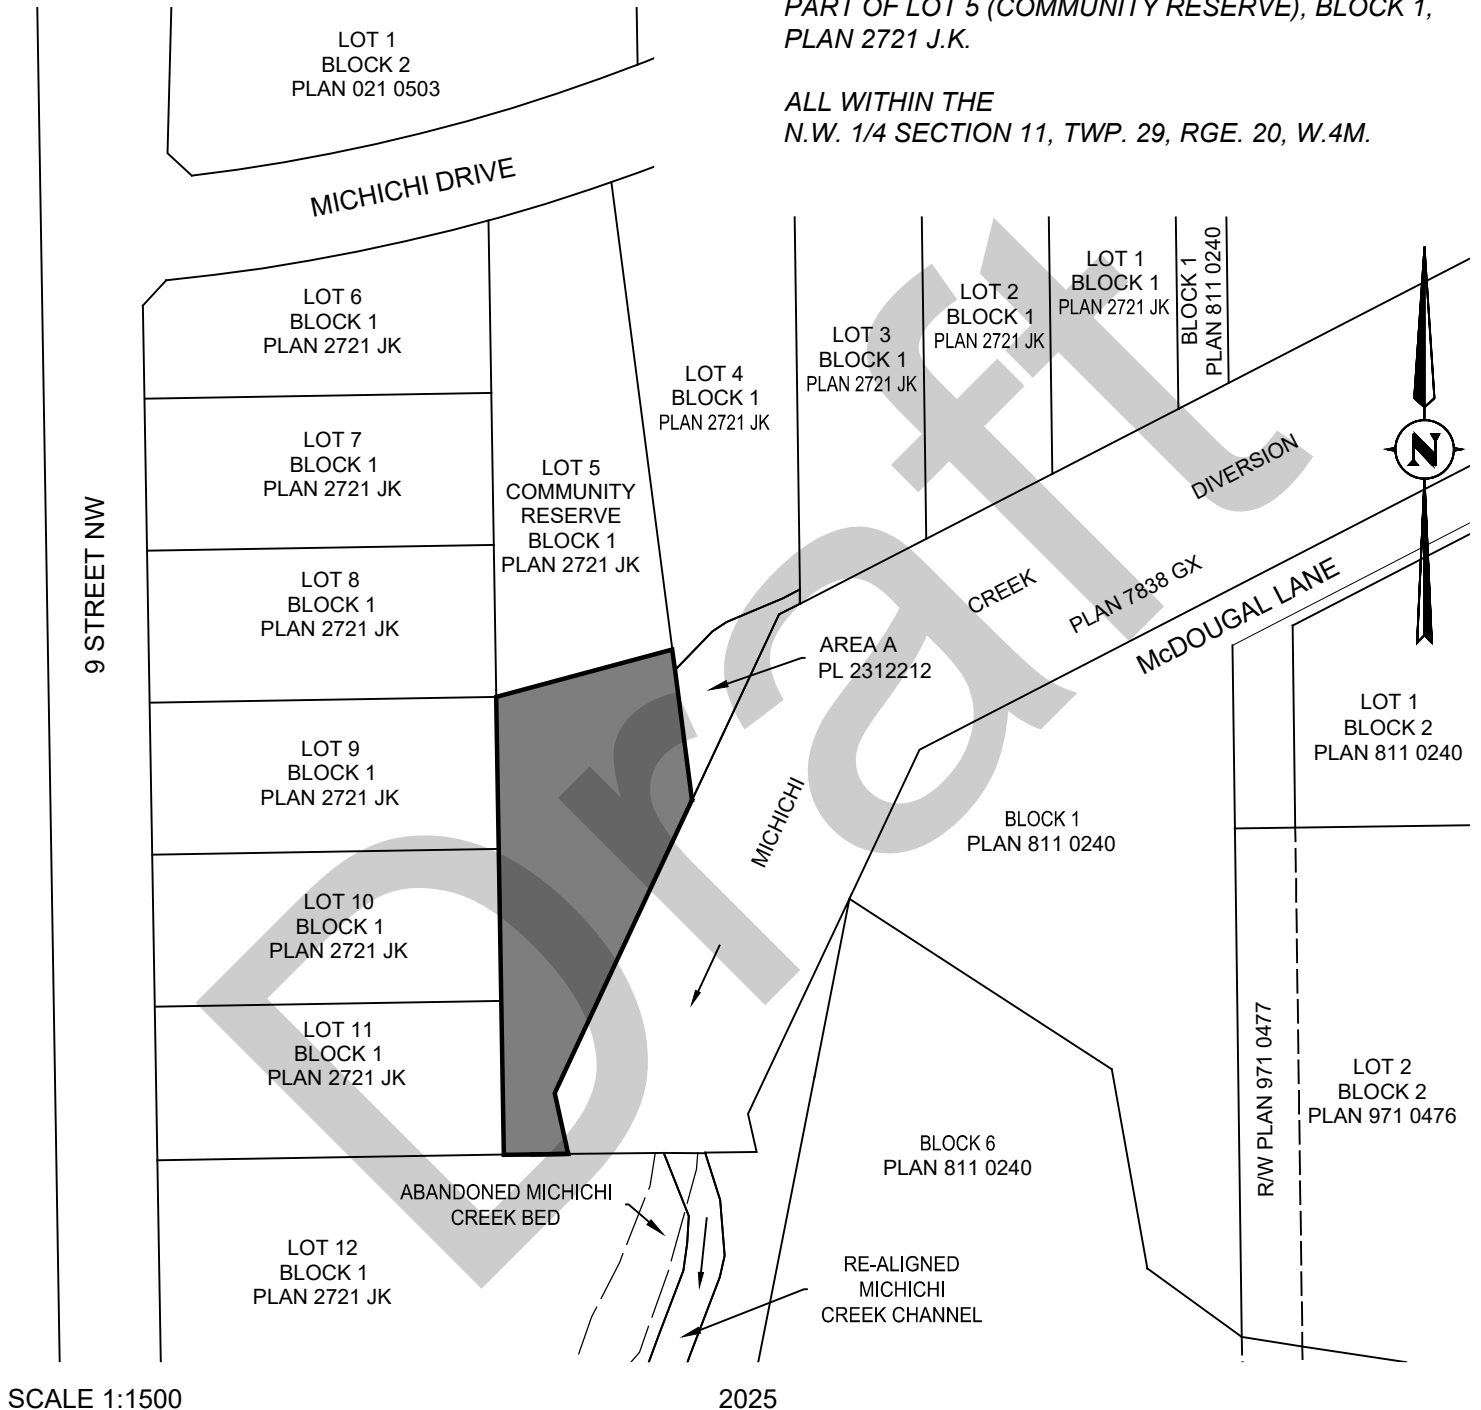 PART OF LOT 5 (COMMUNITY RESERVE), BLOCK 1,
PLAN 2721 J.K.
ALL WITHIN THE
N.W. 1/4 SECTION 11, TWP. 29, RGE. 20, W.4M.
LOT 1
BLOCK 2
PLAN 021 0503
MICHICHI DRIVE
LOT 6
BLOCK 1
PLAN 2721 JK
LOT 7
BLOCK 1
PLAN 2721 JK
LOT 8
BLOCK 1
PLAN 2721 JK
LOT 9
BLOCK 1
PLAN 2721 JK
LOT 10
BLOCK 1
PLAN 2721 JK
LOT 11
BLOCK 1
PLAN 2721 JK
LOT 12
BLOCK 1
PLAN 2721 JK
9 STREET NW
LOT 5
COMMUNITY
RESERVE
BLOCK 1
PLAN 2721 JK
LOT 4
BLOCK 1
PLAN 2721 JK
LOT 3
BLOCK 1
PLAN 2721 JK
LOT 2
BLOCK 1
PLAN 2721 JK
LOT 1
BLOCK 1
PLAN 2721 JK
BLOCK 1
PLAN 811 0240
N
DIVERSION
CREEK
MICHICHI
PLAN 7838 GX
McDOUGAL LANE
AREA A
PL 2312212
LOT 1
BLOCK 2
PLAN 811 0240
BLOCK 1
PLAN 811 0240
R/W PLAN 971 0477
LOT 2
BLOCK 2
PLAN 971 0476
BLOCK 6
PLAN 811 0240
ABANDONED MICHICHI
CREEK BED
RE-ALIGNED
MICHICHI
CREEK CHANNEL
Draft
SCALE 1:1500
2025